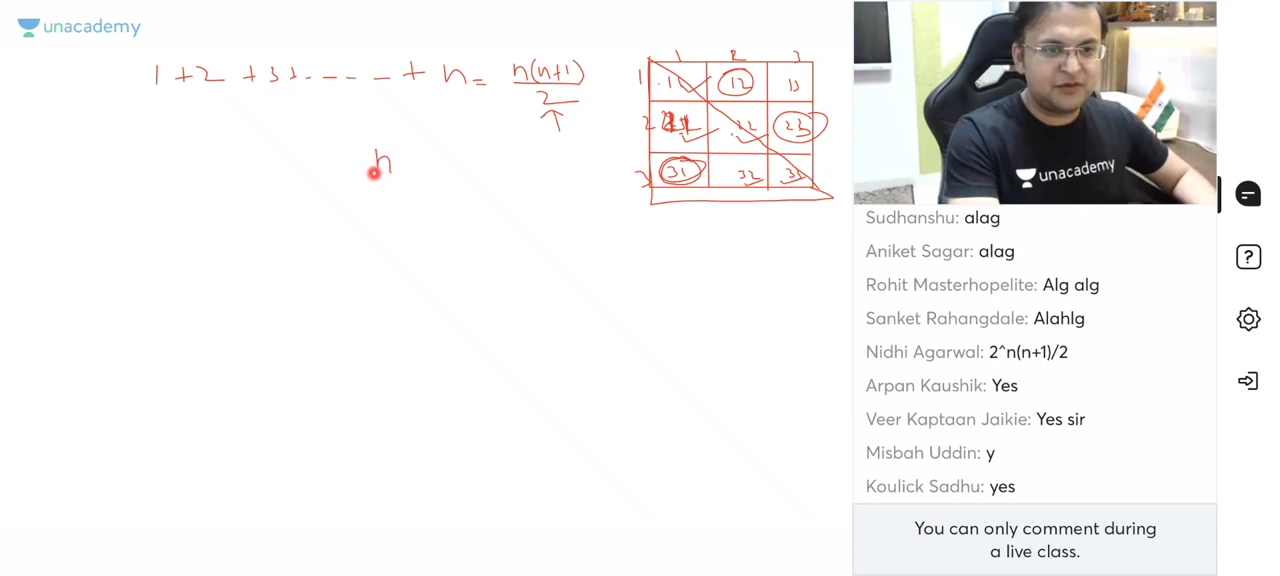 unacademy
1 + 2 + 3 + ---- + n = n(n+1)/2
n
1 2 3
1 11 12 13
2 21 22 23
3 31 32 33
unacademy
Sudhanshu: alag
Aniket Sagar: alag
Rohit Masterhopelite: Alg alg
Sanket Rahangdale: Alahlg
Nidhi Agarwal: 2^n(n+1)/2
Arpan Kaushik: Yes
Veer Kaptaan Jaikie: Yes sir
Misbah Uddin: y
Koulick Sadhu: yes
You can only comment during
a live class.